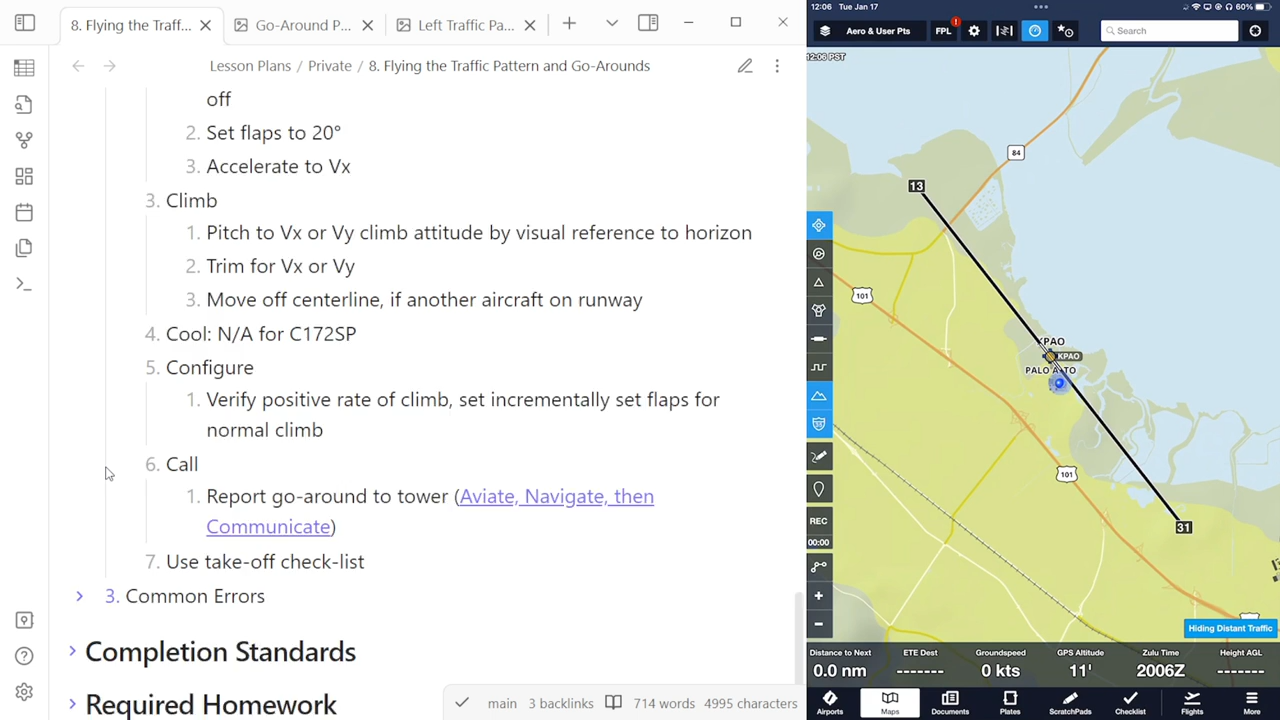 8. Flying the Traff...
Go-Around P...
Left Traffic Pa...
Lesson Plans / Private / 8. Flying the Traffic Pattern and Go-Arounds
off
2. Set flaps to 20°
3. Accelerate to Vx
3. Climb
1. Pitch to Vx or Vy climb attitude by visual reference to horizon
2. Trim for Vx or Vy
3. Move off centerline, if another aircraft on runway
4. Cool: N/A for C172SP
5. Configure
1. Verify positive rate of climb, set incrementally set flaps for
normal climb
6. Call
1. Report go-around to tower (Aviate, Navigate, then
Communicate)
7. Use take-off check-list
3. Common Errors
Completion Standards
Required Homework
main 3 backlinks 714 words 4995 characters
12:06 Tue Jan 17
60%
Aero & User Pts
FPL
Search
12:06 PST
84
13
101
KPAO
KPAO
PALO ALTO
101
31
REC
00:00
Hiding Distant Traffic
Distance to Next ETE Dest Groundspeed GPS Altitude Zulu Time Height AGL
0.0 nm ------- 0 kts 11' 2006Z -------
Airports Maps Documents Plates ScratchPads Checklist Flights More